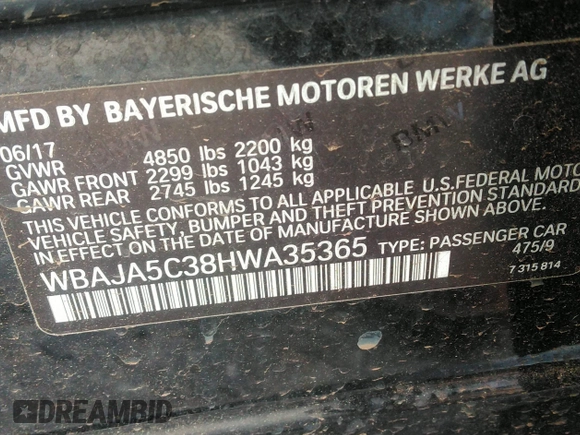 MFD BY BAYERISCHE MOTOREN WERKE AG
06/17
GVWR 4850 lbs 2200 kg
GAWR FRONT 2299 lbs 1043 kg
GAWR REAR 2745 lbs 1245 kg
THIS VEHICLE CONFORMS TO ALL APPLICABLE U.S.FEDERAL MOTO
VEHICLE SAFETY, BUMPER AND THEFT PREVENTION STANDARD
IN EFFECT ON THE DATE OF MANUFACTURE SHOWN ABOVE.
WBAJA5C38HWA35365 TYPE: PASSENGER CAR
475/9
7 315 814
BMW
DREAMBID